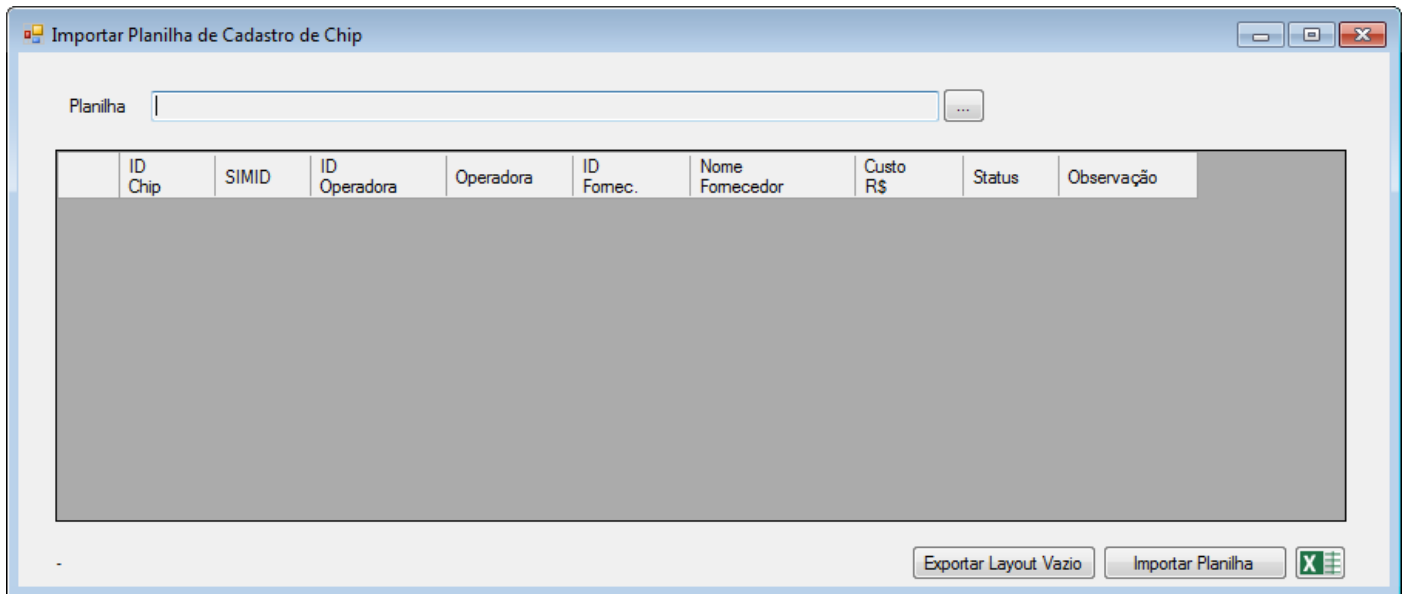 Importar Planilha de Cadastro de Chip
Planilha
...
ID
Chip
SIMID
ID
Operadora
Operadora
ID
Fornec.
Nome
Fornecedor
Custo
R$
Status
Observação
-
Exportar Layout Vazio
Importar Planilha
X